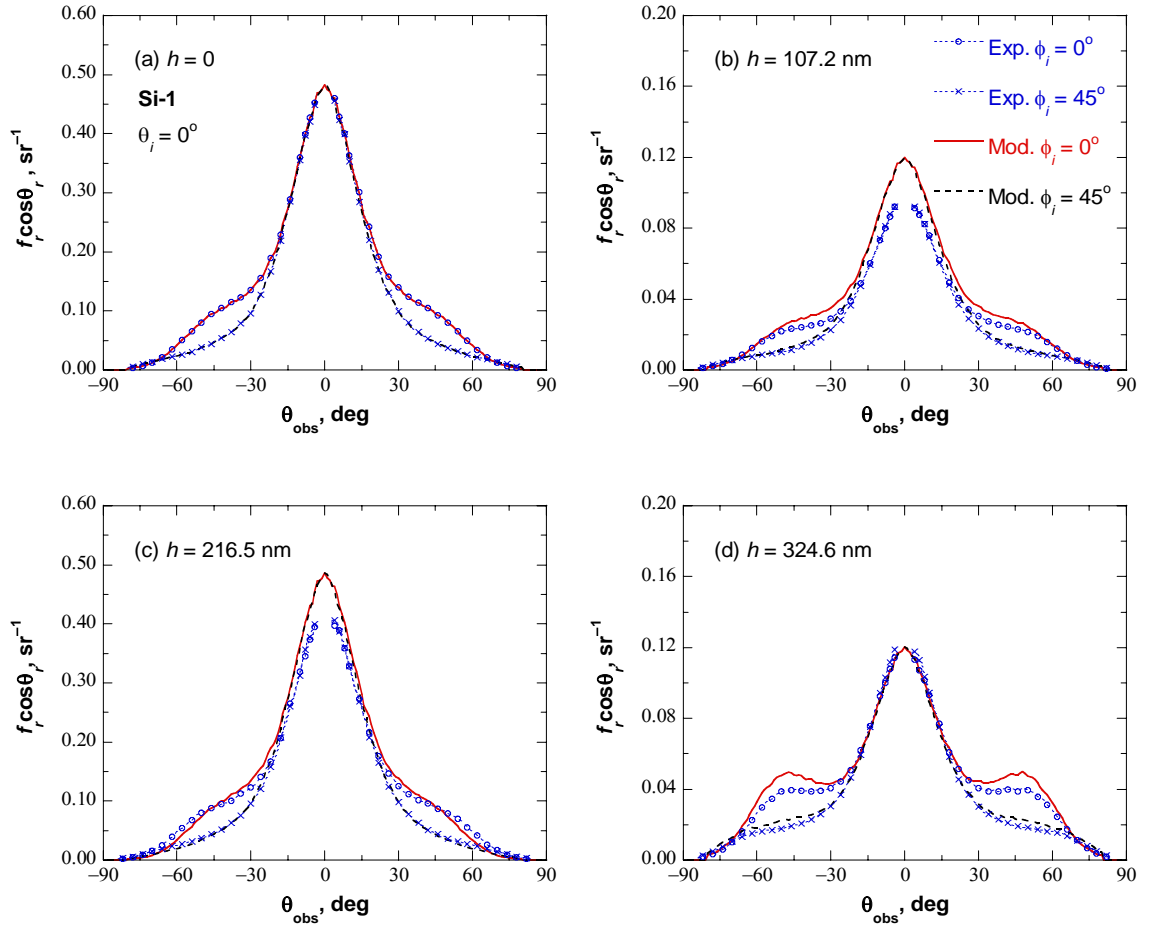 0.60
0.50
0.40
0.30
0.20
0.10
0.00
(a) h = 0
Si-1
θi = 0°
fr cosθr, sr⁻¹
−90 −60 −30 0 30 60 90
θobs, deg
0.20
0.16
0.12
0.08
0.04
0.00
(b) h = 107.2 nm
Exp. ϕi = 0°
Exp. ϕi = 45°
Mod. ϕi = 0°
Mod. ϕi = 45°
fr cosθr, sr⁻¹
−90 −60 −30 0 30 60 90
θobs, deg
0.60
0.50
0.40
0.30
0.20
0.10
0.00
(c) h = 216.5 nm
fr cosθr, sr⁻¹
−90 −60 −30 0 30 60 90
θobs, deg
0.20
0.16
0.12
0.08
0.04
0.00
(d) h = 324.6 nm
fr cosθr, sr⁻¹
−90 −60 −30 0 30 60 90
θobs, deg